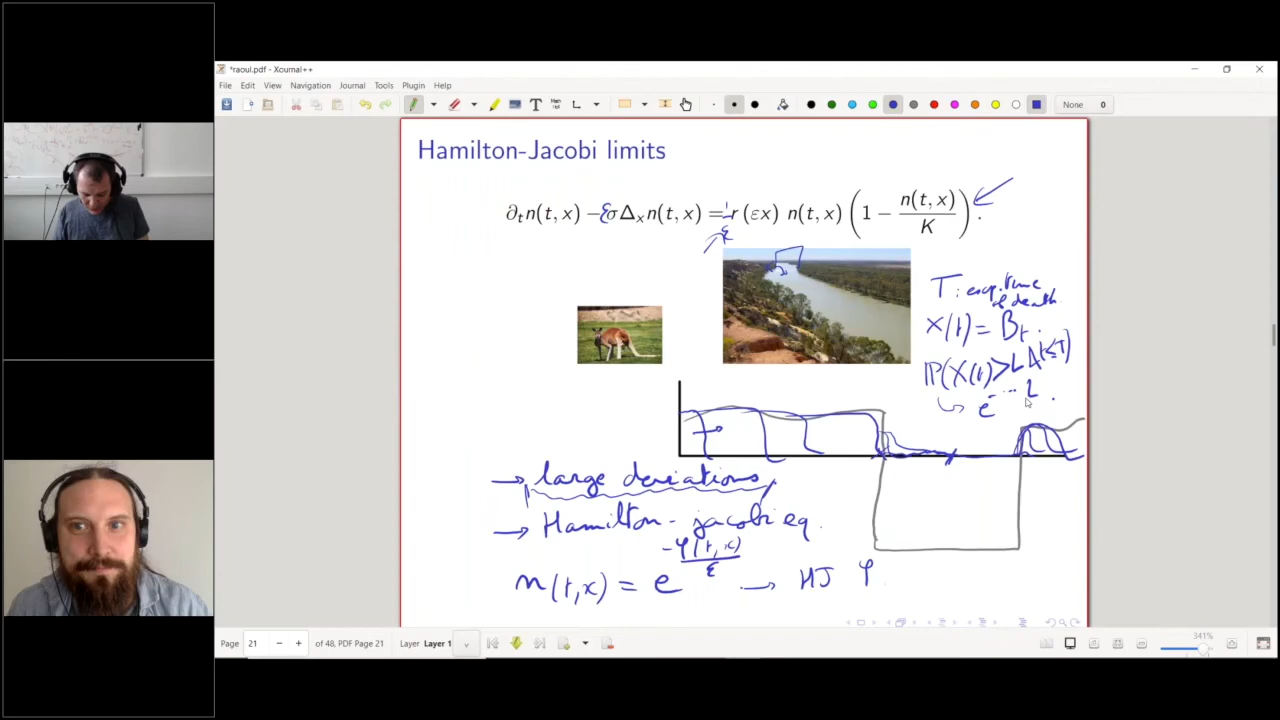 *raoul.pdf - Xournal++
File Edit View Navigation Journal Tools Plugin Help
None 0
Hamilton-Jacobi limits
∂ₜn(t, x) −εσΔₓn(t, x) = 1/ε r (εx) n(t, x) (1 − n(t, x)/K).
T: exp. time of death
X(t) = Bₜ.
ℙ(X(t)>L
↳ e^{-...L}.
→ large deviations
→ Hamilton-jacobi eq.
n(t,x) = e^{-φ(t,x)/ε} → HJ φ.
Page 21 of 48, PDF Page 21 Layer Layer 1 341%